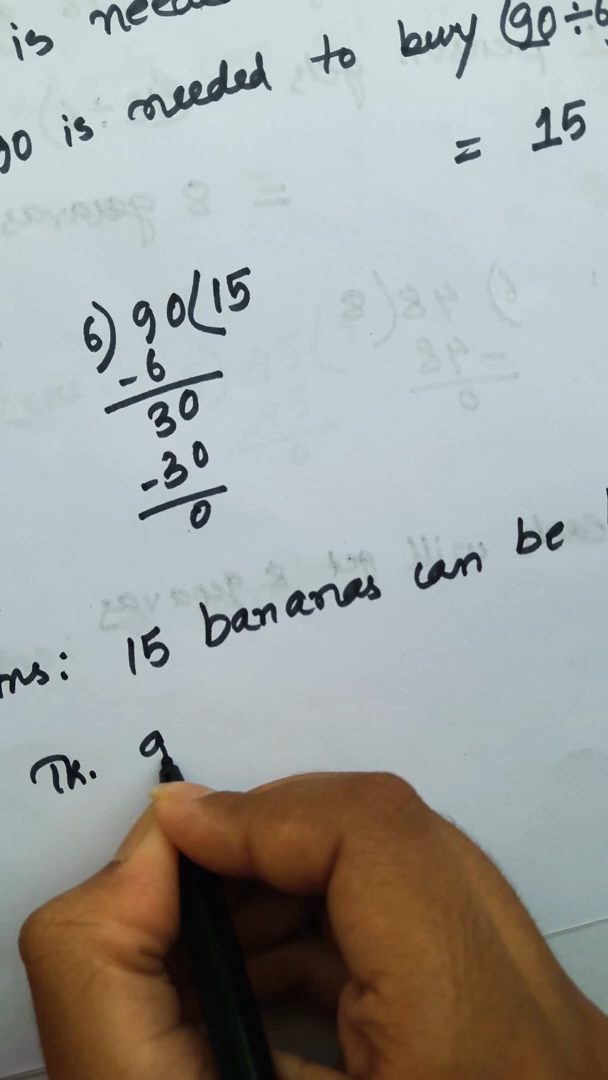 is need
90 is needed to buy (90÷6
= 15
6)90(15
-6
30
-30
0
Ans: 15 bananas can be
Tk. 9